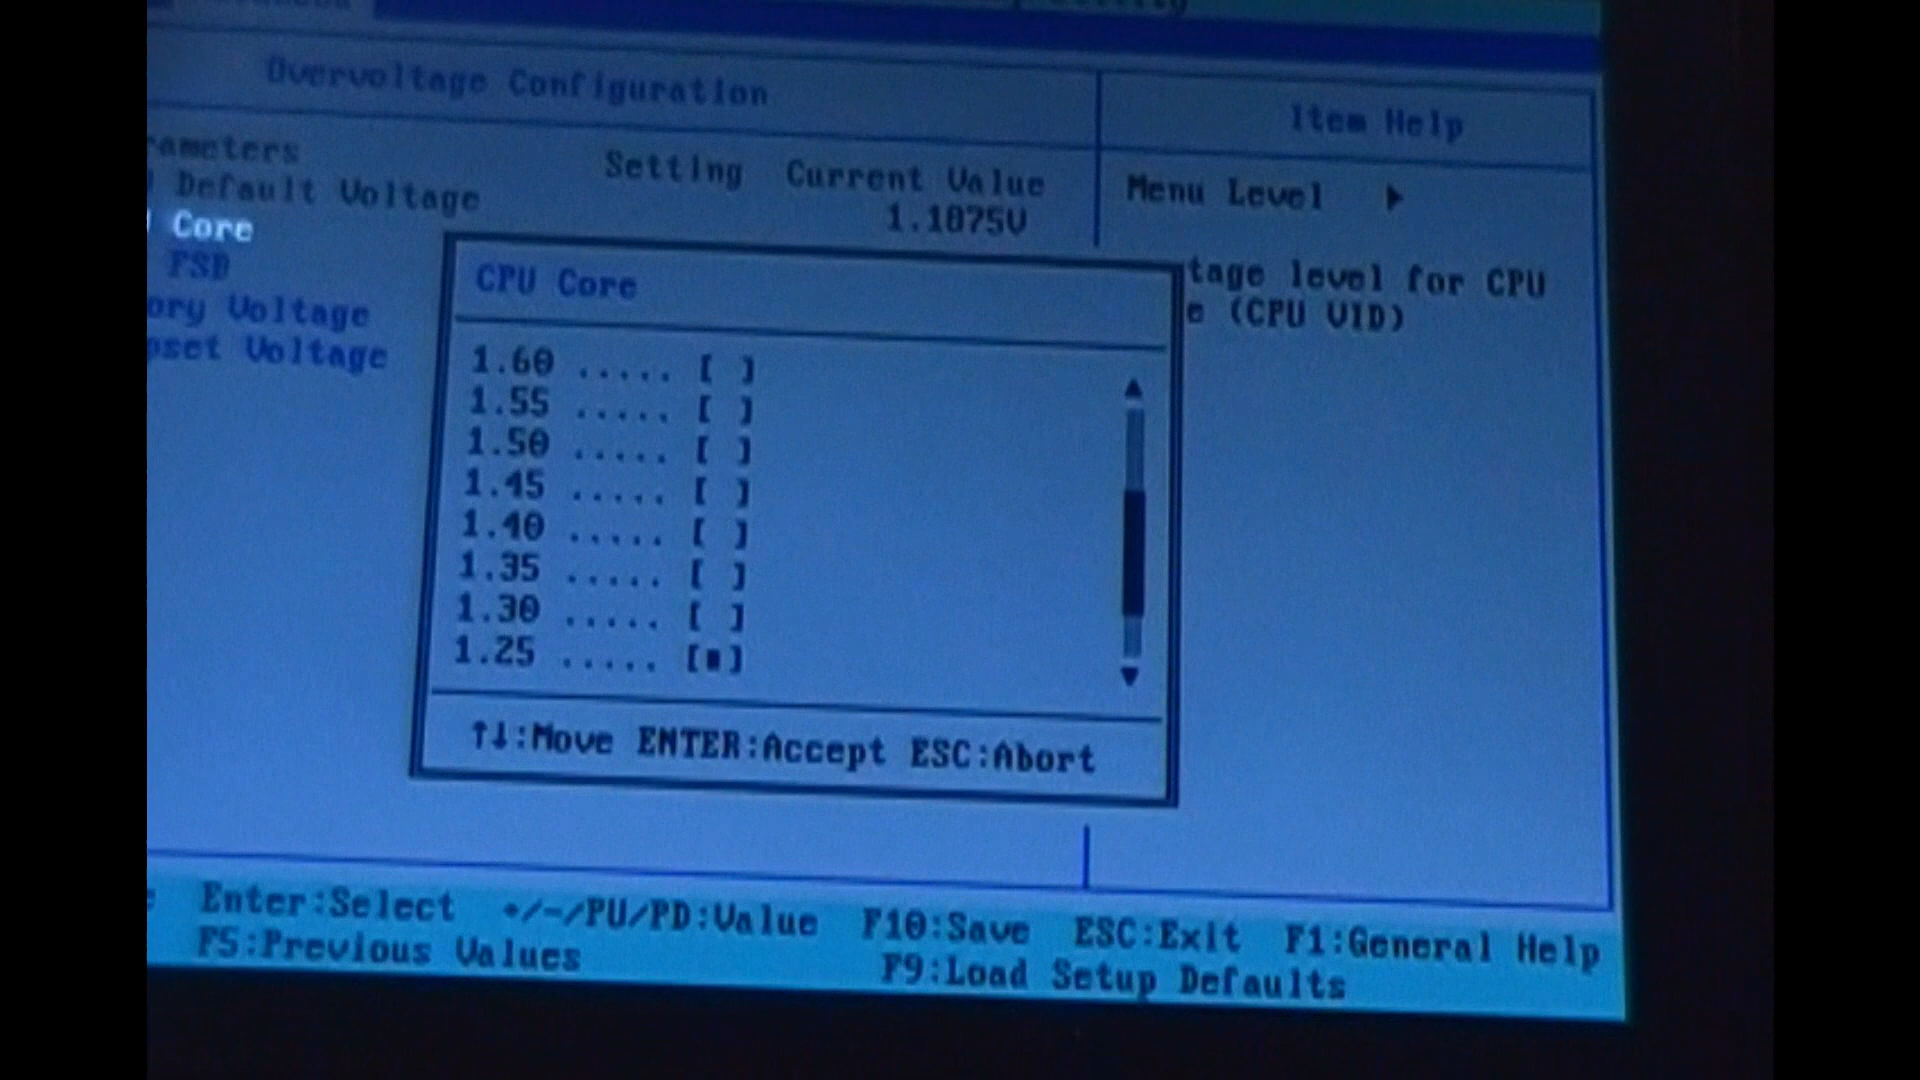 Overvoltage Configuration
Item Help
rameters
Setting Current Value
Menu Level
Default Voltage
1.1875V
Core
FSB
ory Voltage
pset Voltage
tage level for CPU
e (CPU VID)
CPU Core
1.60 ..... [ ]
1.55 ..... [ ]
1.50 ..... [ ]
1.45 ..... [ ]
1.40 ..... [ ]
1.35 ..... [ ]
1.30 ..... [ ]
1.25 ..... [■]
↑↓:Move ENTER:Accept ESC:Abort
Enter:Select +/-/PU/PD:Value F10:Save ESC:Exit F1:General Help
F5:Previous Values F9:Load Setup Defaults